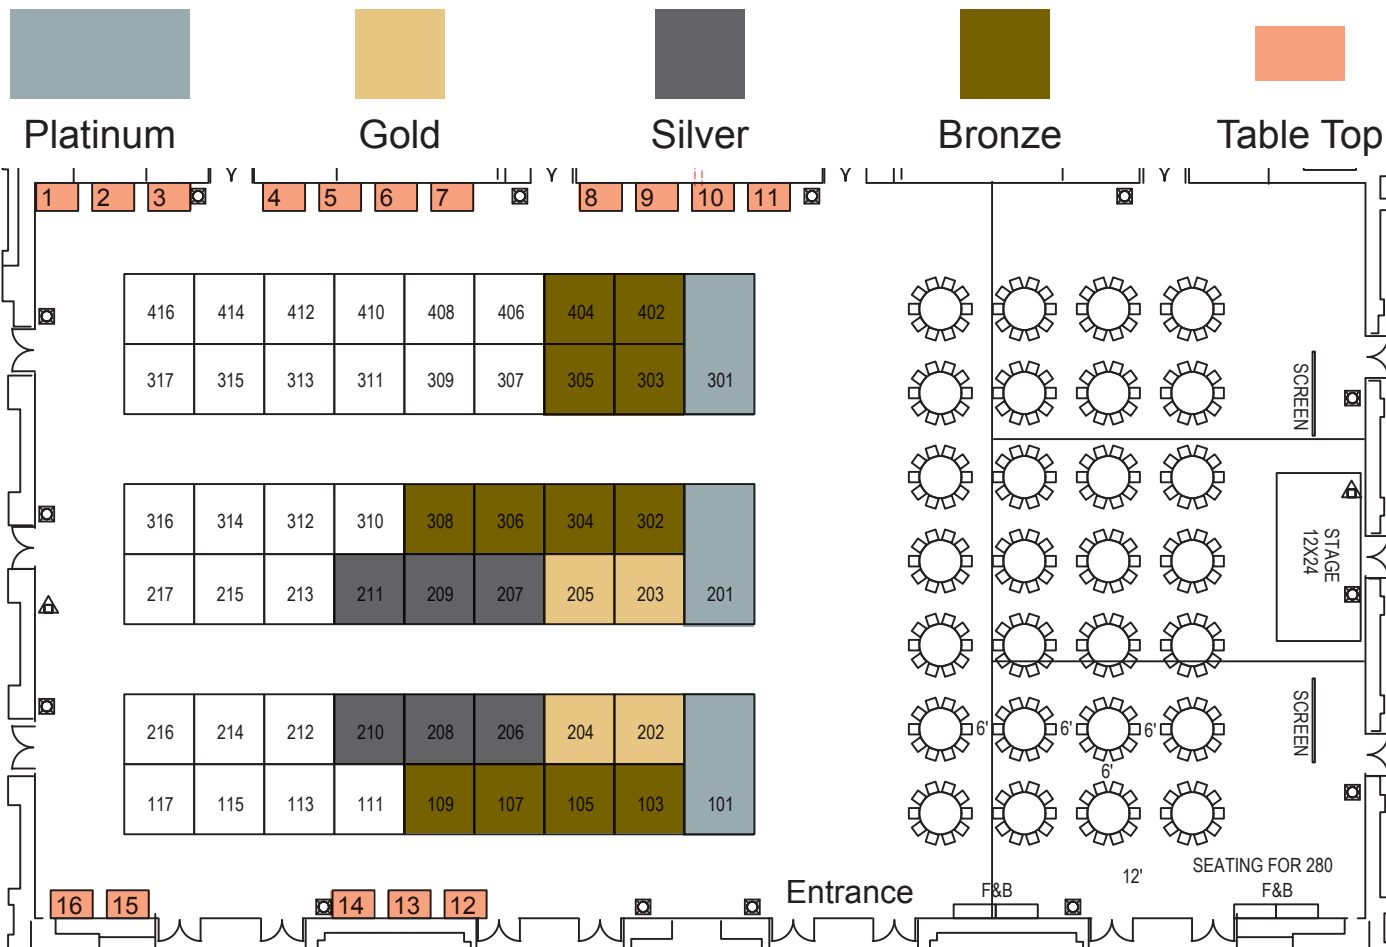 Platinum Gold Silver Bronze Table Top
Y Y Y Y
1 2 3 4 5 6 7 8 9 10 11
416 414 412 410 408 406 404 402
317 315 313 311 309 307 305 303 301
SCREEN
316 314 312 310 308 306 304 302
STAGE
12X24
217 215 213 211 209 207 205 203 201
216 214 212 210 208 206 204 202
6' 6' 6'
SCREEN
6'
117 115 113 111 109 107 105 103 101
SEATING FOR 280
12'
Entrance
F&B F&B
16 15 14 13 12